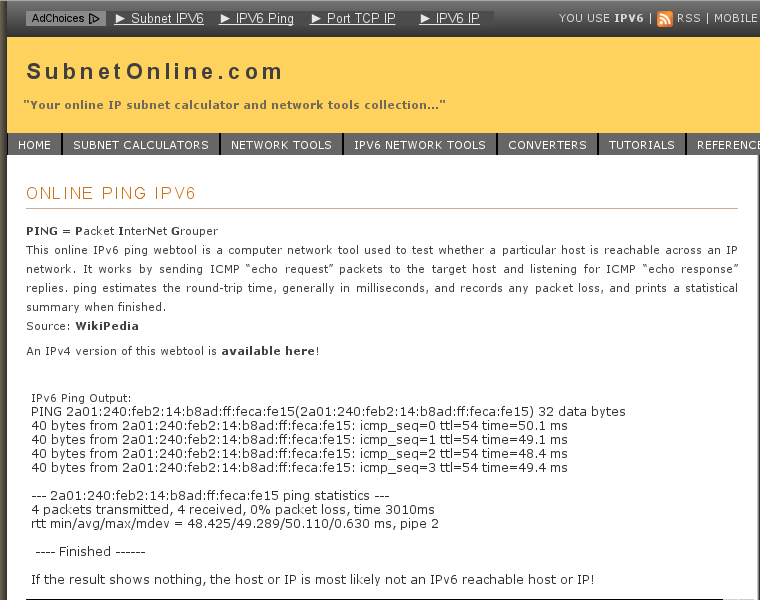 AdChoices ▷ ► Subnet IPV6 ► IPV6 Ping ► Port TCP IP ► IPV6 IP YOU USE IPV6 | RSS | MOBILE
SubnetOnline.com
"Your online IP subnet calculator and network tools collection..."
HOME SUBNET CALCULATORS NETWORK TOOLS IPV6 NETWORK TOOLS CONVERTERS TUTORIALS REFERENCE
ONLINE PING IPV6
PING = Packet InterNet Grouper
This online IPv6 ping webtool is a computer network tool used to test whether a particular host is reachable across an IP
network. It works by sending ICMP “echo request” packets to the target host and listening for ICMP “echo response”
replies. ping estimates the round-trip time, generally in milliseconds, and records any packet loss, and prints a statistical
summary when finished.
Source: WikiPedia
An IPv4 version of this webtool is available here!
IPv6 Ping Output:
PING 2a01:240:feb2:14:b8ad:ff:feca:fe15(2a01:240:feb2:14:b8ad:ff:feca:fe15) 32 data bytes
40 bytes from 2a01:240:feb2:14:b8ad:ff:feca:fe15: icmp_seq=0 ttl=54 time=50.1 ms
40 bytes from 2a01:240:feb2:14:b8ad:ff:feca:fe15: icmp_seq=1 ttl=54 time=49.1 ms
40 bytes from 2a01:240:feb2:14:b8ad:ff:feca:fe15: icmp_seq=2 ttl=54 time=48.4 ms
40 bytes from 2a01:240:feb2:14:b8ad:ff:feca:fe15: icmp_seq=3 ttl=54 time=49.4 ms
--- 2a01:240:feb2:14:b8ad:ff:feca:fe15 ping statistics ---
4 packets transmitted, 4 received, 0% packet loss, time 3010ms
rtt min/avg/max/mdev = 48.425/49.289/50.110/0.630 ms, pipe 2
---- Finished ------
If the result shows nothing, the host or IP is most likely not an IPv6 reachable host or IP!